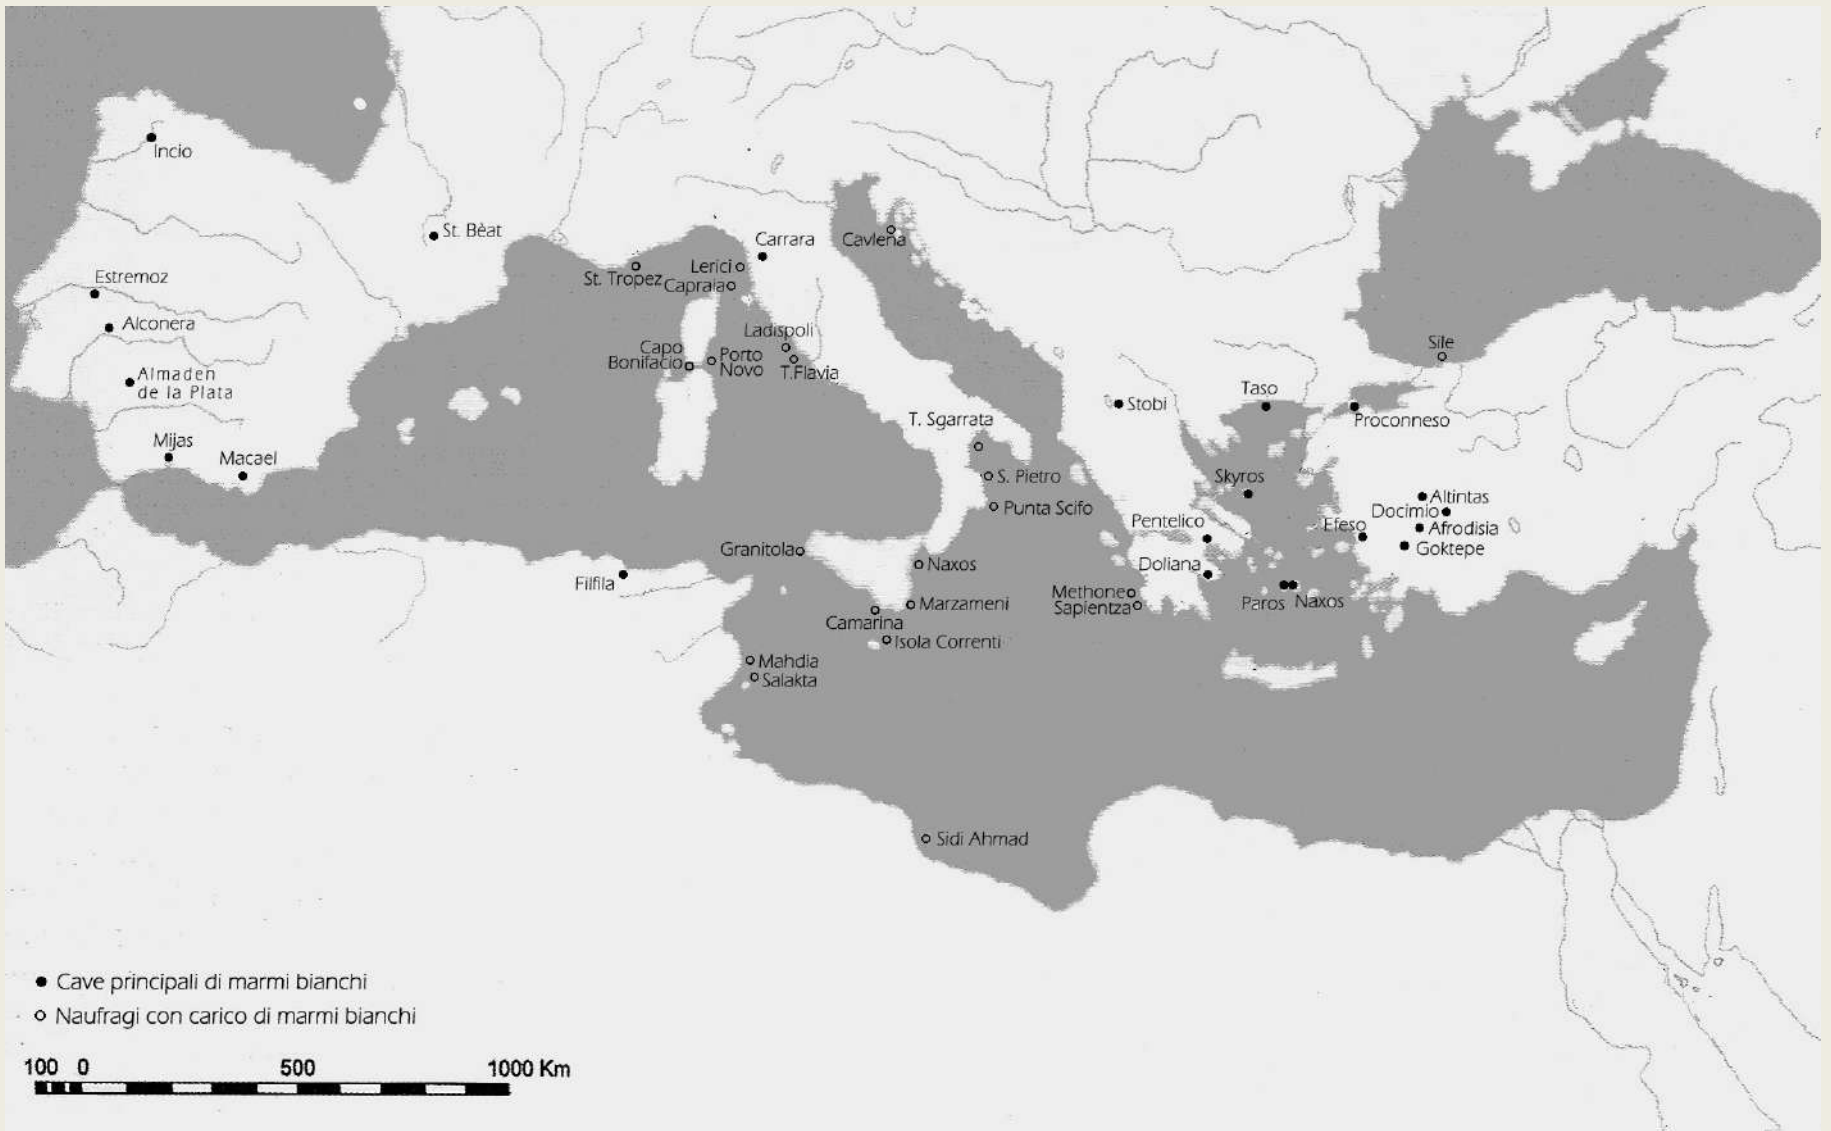 Incio
St. Bèat
Estremoz
Alconera
Almaden
de la Plata
Mijas
Macael
Carrara
Cavlena
Lerici
St. Tropez
Capraia
Ladispoli
Capo
Bonifacio
Porto
Novo
T.Flavia
Sile
Stobi
Taso
Proconneso
T. Sgarrata
S. Pietro
Punta Scifo
Skyros
Altintas
Docimio
Afrodisia
Efeso
Goktepe
Pentelico
Doliana
Granitola
Naxos
Filfila
Methone
Sapientza
Paros
Naxos
Marzameni
Camarina
Isola Correnti
Mahdia
Salakta
Sidi Ahmad
Cave principali di marmi bianchi
Naufragi con carico di marmi bianchi
100 0 500 1000 Km